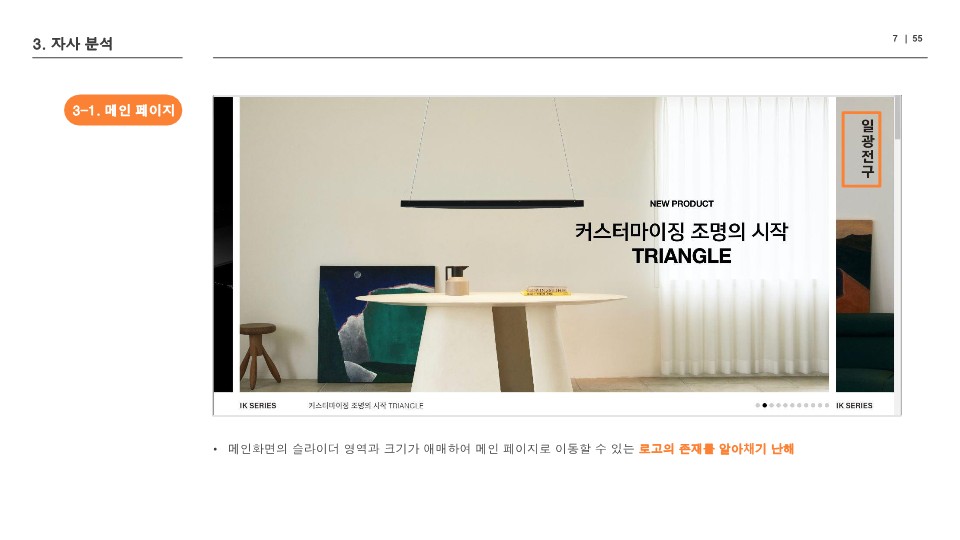 3. 자사 분석
7 | 55
3-1. 메인 페이지
일광전구
NEW PRODUCT
커스터마이징 조명의 시작
TRIANGLE
IK SERIES
커스터마이징 조명의 시작 TRIANGLE
IK SERIES
• 메인화면의 슬라이더 영역과 크기가 애매하여 메인 페이지로 이동할 수 있는 로고의 존재를 알아채기 난해